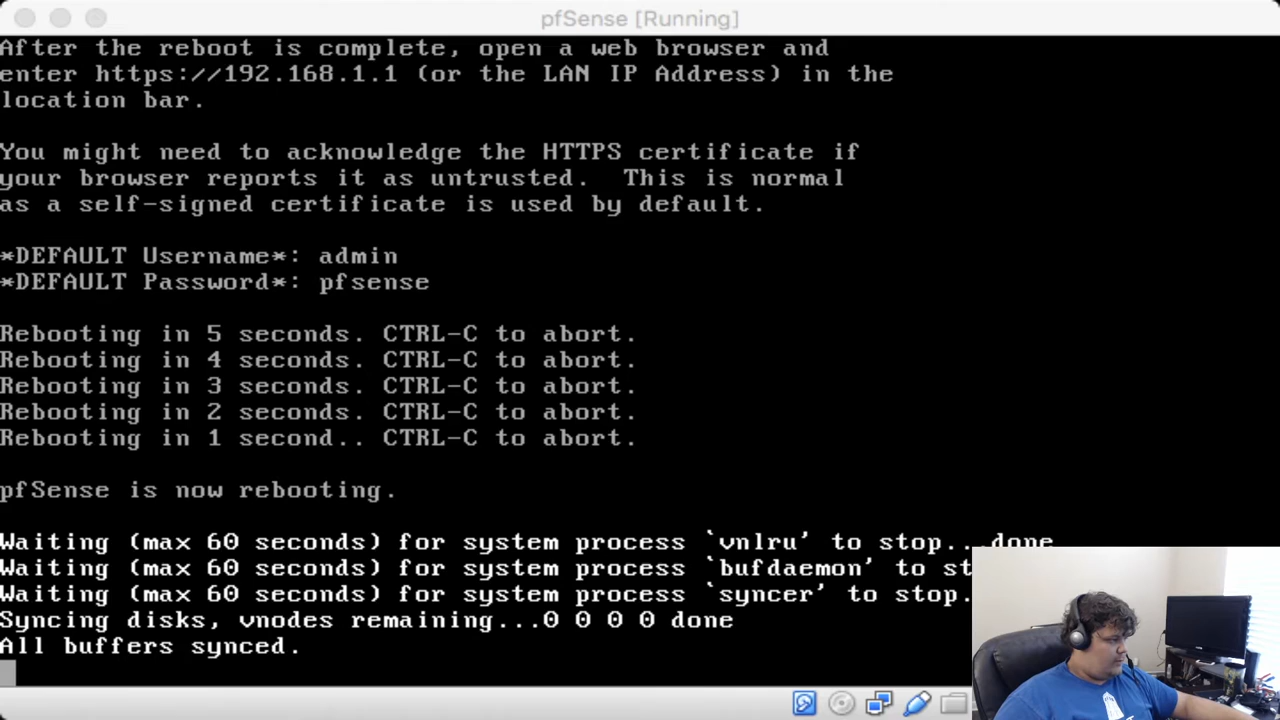 pfSense [Running]
After the reboot is complete, open a web browser and
enter https://192.168.1.1 (or the LAN IP Address) in the
location bar.
You might need to acknowledge the HTTPS certificate if
your browser reports it as untrusted.  This is normal
as a self-signed certificate is used by default.
*DEFAULT Username*: admin
*DEFAULT Password*: pfsense
Rebooting in 5 seconds. CTRL-C to abort.
Rebooting in 4 seconds. CTRL-C to abort.
Rebooting in 3 seconds. CTRL-C to abort.
Rebooting in 2 seconds. CTRL-C to abort.
Rebooting in 1 second.. CTRL-C to abort.
pfSense is now rebooting.
Waiting (max 60 seconds) for system process `vnlru' to stop...done
Waiting (max 60 seconds) for system process `bufdaemon' to st
Waiting (max 60 seconds) for system process `syncer' to stop.
Syncing disks, vnodes remaining...0 0 0 0 done
All buffers synced.